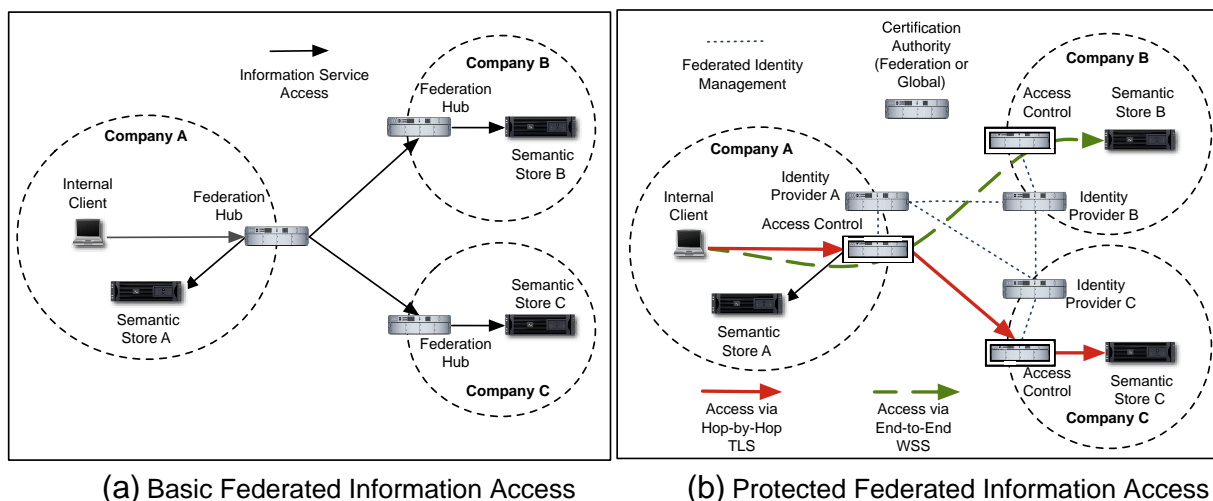 Information Service
Access
Company B
Federation
Hub
Semantic
Store B
Company A
Internal
Client
Federation
Hub
Semantic
Store A
Semantic
Store C
Federation
Hub
Company C
(a) Basic Federated Information Access
Federated Identity
Management
Certification
Authority
(Federation or
Global)
Company B
Access
Control
Semantic
Store B
Company A
Internal
Client
Identity
Provider A
Access Control
Identity
Provider B
Semantic
Store A
Identity
Provider C
Access
Control
Semantic
Store C
Company C
Access via
Hop-by-Hop
TLS
Access via
End-to-End
WSS
(b) Protected Federated Information Access